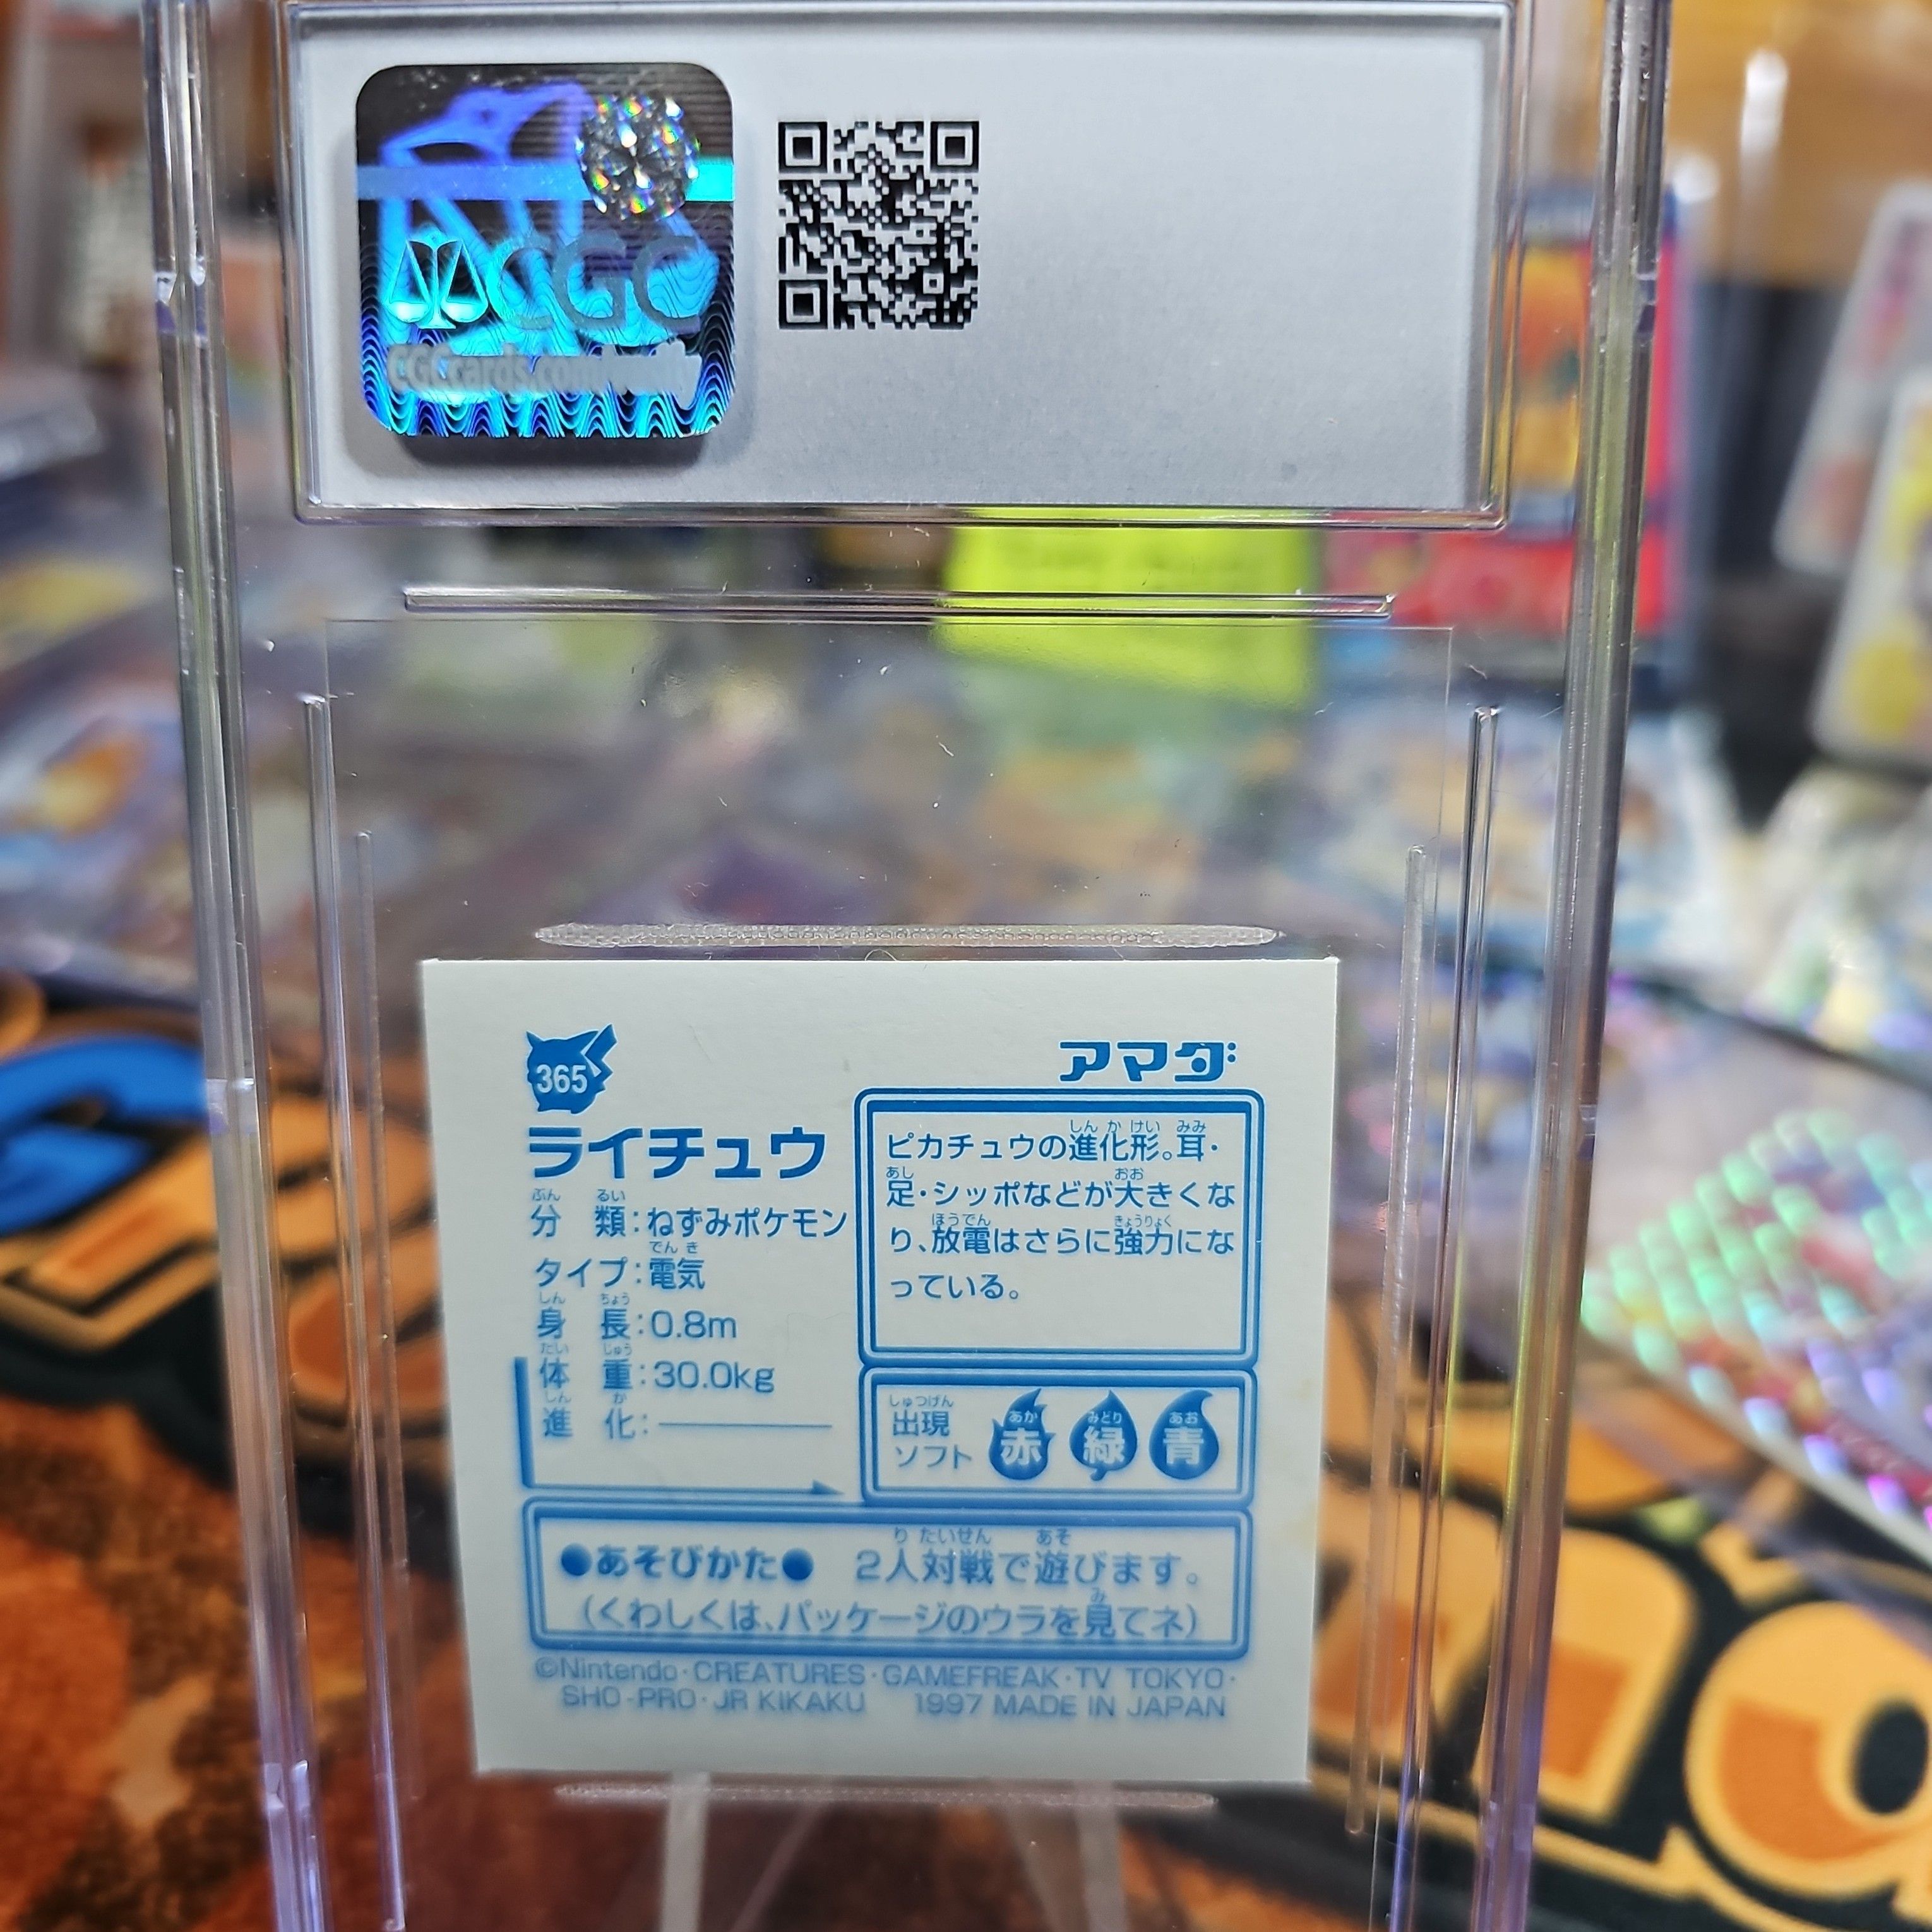 CGC
CGCcards.com/verify
365
アマダ
ライチュウ
分類：ねずみポケモン
タイプ：電気
身長：0.8m
体重：30.0kg
進化：
ピカチュウの進化形。耳・
足・シッポなどが大きくな
り、放電はさらに強力にな
っている。
出現
ソフト
赤 緑 青
●あそびかた● 2人対戦で遊びます。
（くわしくは、パッケージのウラを見てネ）
©Nintendo・CREATURES・GAMEFREAK・TV TOKYO・
SHO-PRO・JR KIKAKU 1997 MADE IN JAPAN